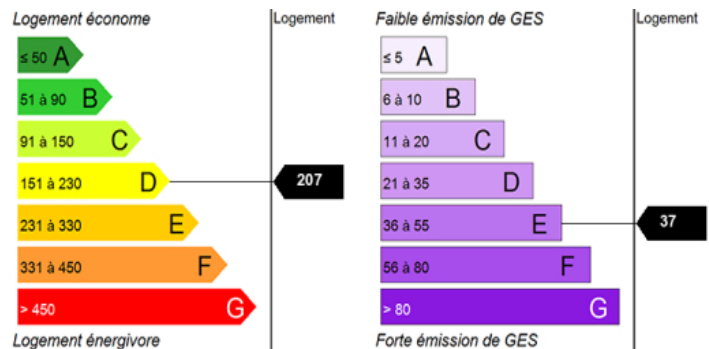 Logement économe
Logement
≤ 50 A
51 à 90 B
91 à 150 C
151 à 230 D
207
231 à 330 E
331 à 450 F
> 450 G
Logement énergivore
Faible émission de GES
Logement
≤ 5 A
6 à 10 B
11 à 20 C
21 à 35 D
36 à 55 E
37
56 à 80 F
> 80 G
Forte émission de GES